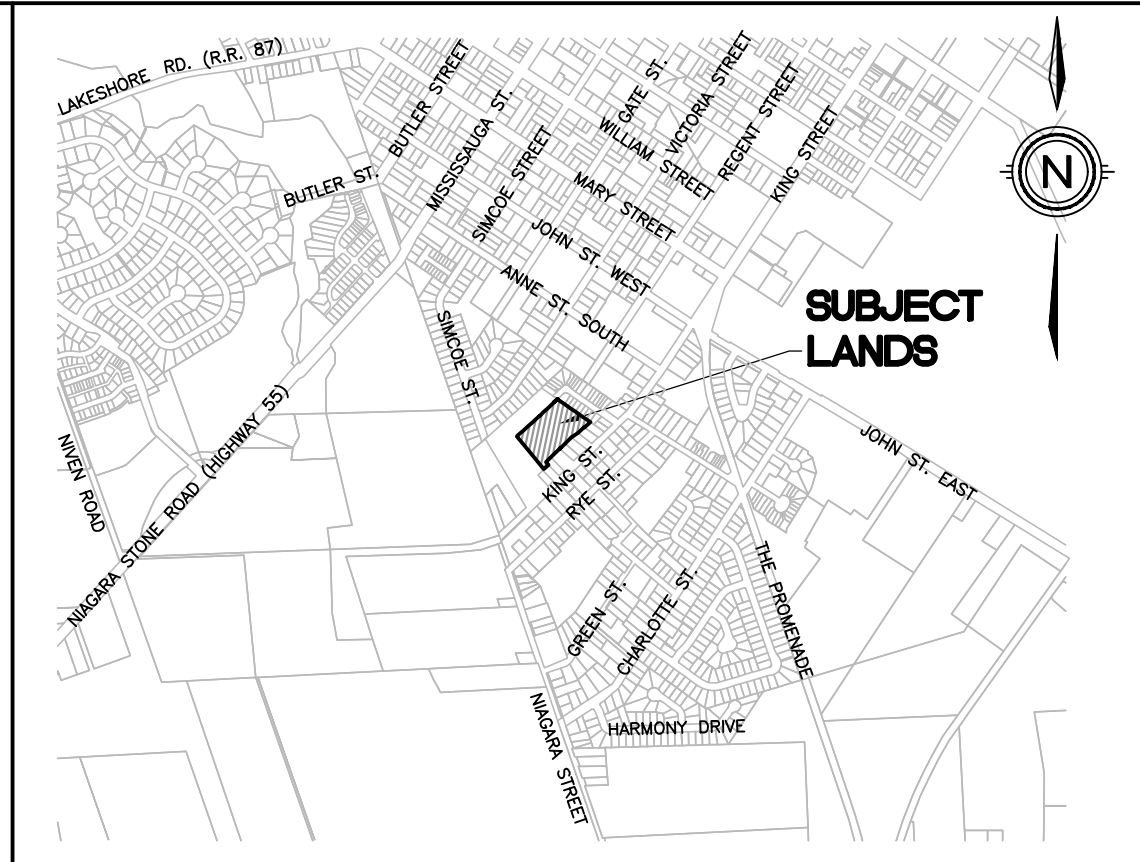 LAKESHORE RD. (R.R. 87)
BUTLER STREET
MISSISSAUGA ST.
GATE ST.
VICTORIA STREET
REGENT STREET
KING STREET
WILLIAM STREET
SIMCOE STREET
MARY STREET
BUTLER ST.
JOHN ST. WEST
ANNE ST. SOUTH
N
SUBJECT
LANDS
SIMCOE ST.
NIVEN ROAD
NIAGARA STONE ROAD (HIGHWAY 55)
KING ST.
RYE ST.
JOHN ST. EAST
THE PROMENADE
GREEN ST.
CHARLOTTE ST.
NIAGARA STREET
HARMONY DRIVE